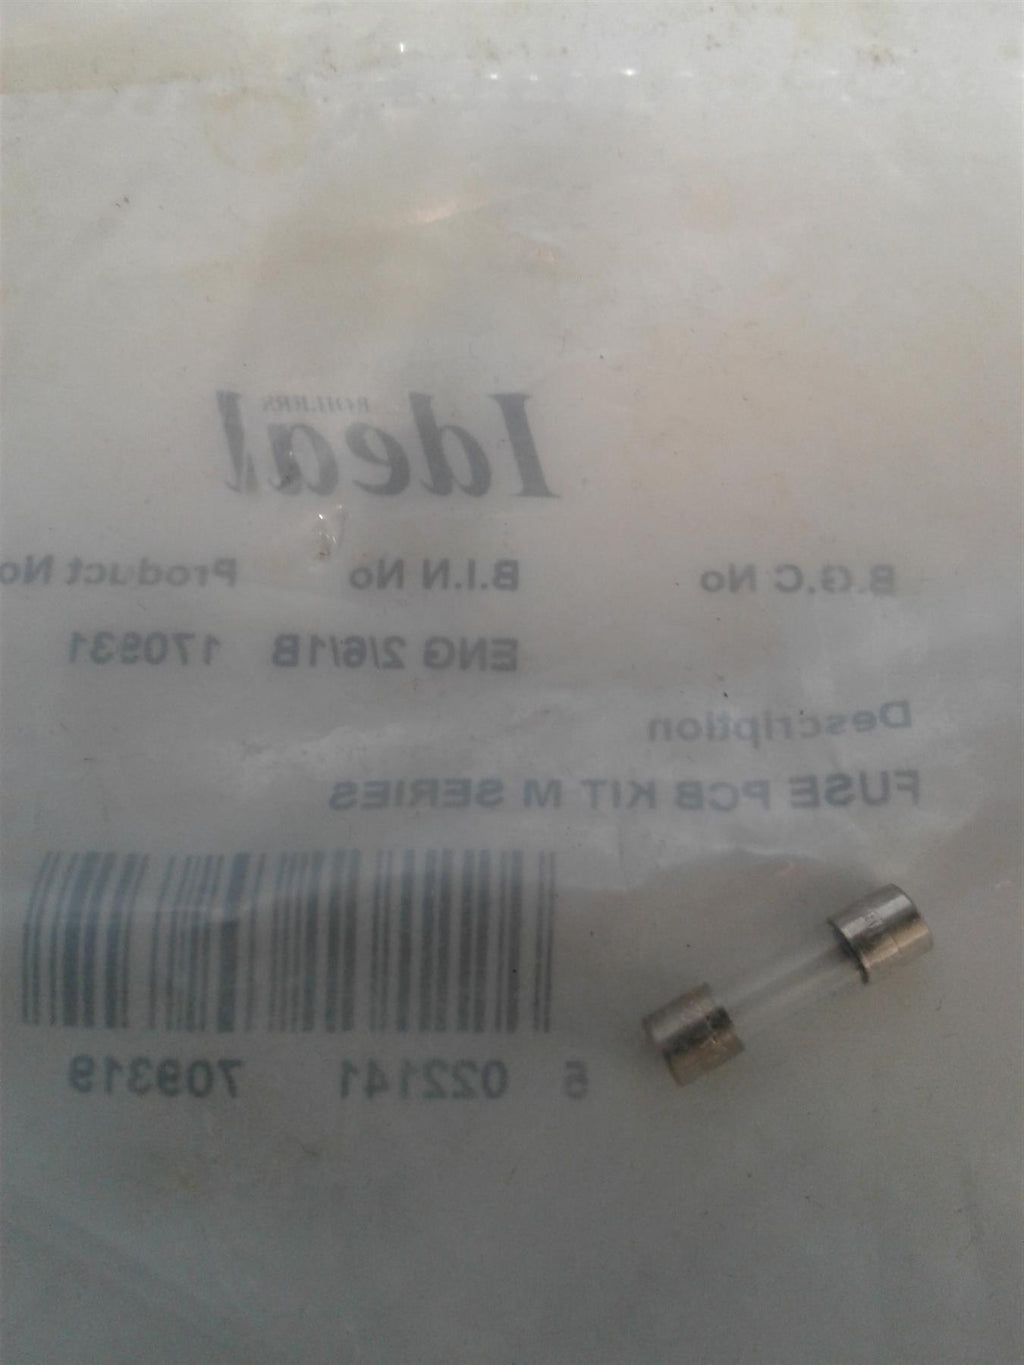 Ideal
BOILERS
B.G.C No B.I.N No Product No
ENG 2/6/1B 170931
Description
FUSE PCB KIT M SERIES
5 022141 709319